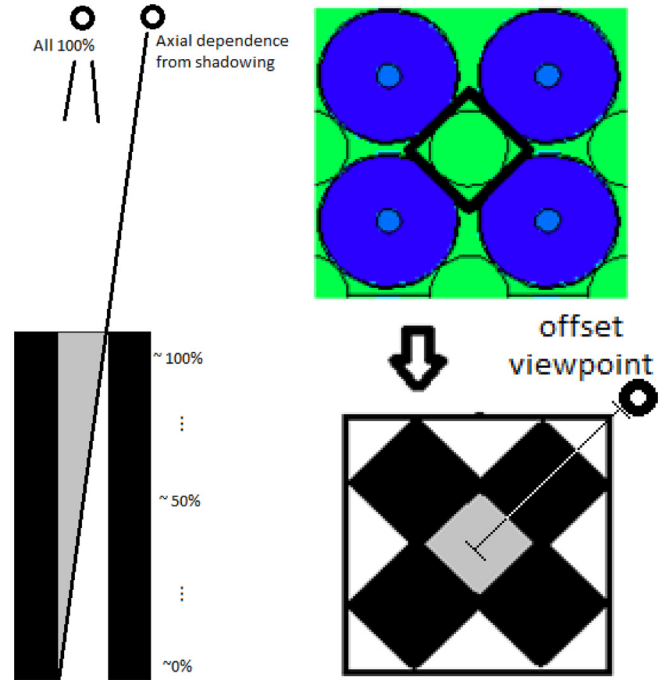 All 100%
Axial dependence
from shadowing
~ 100%
⋮
~ 50%
⋮
~0%
offset
viewpoint